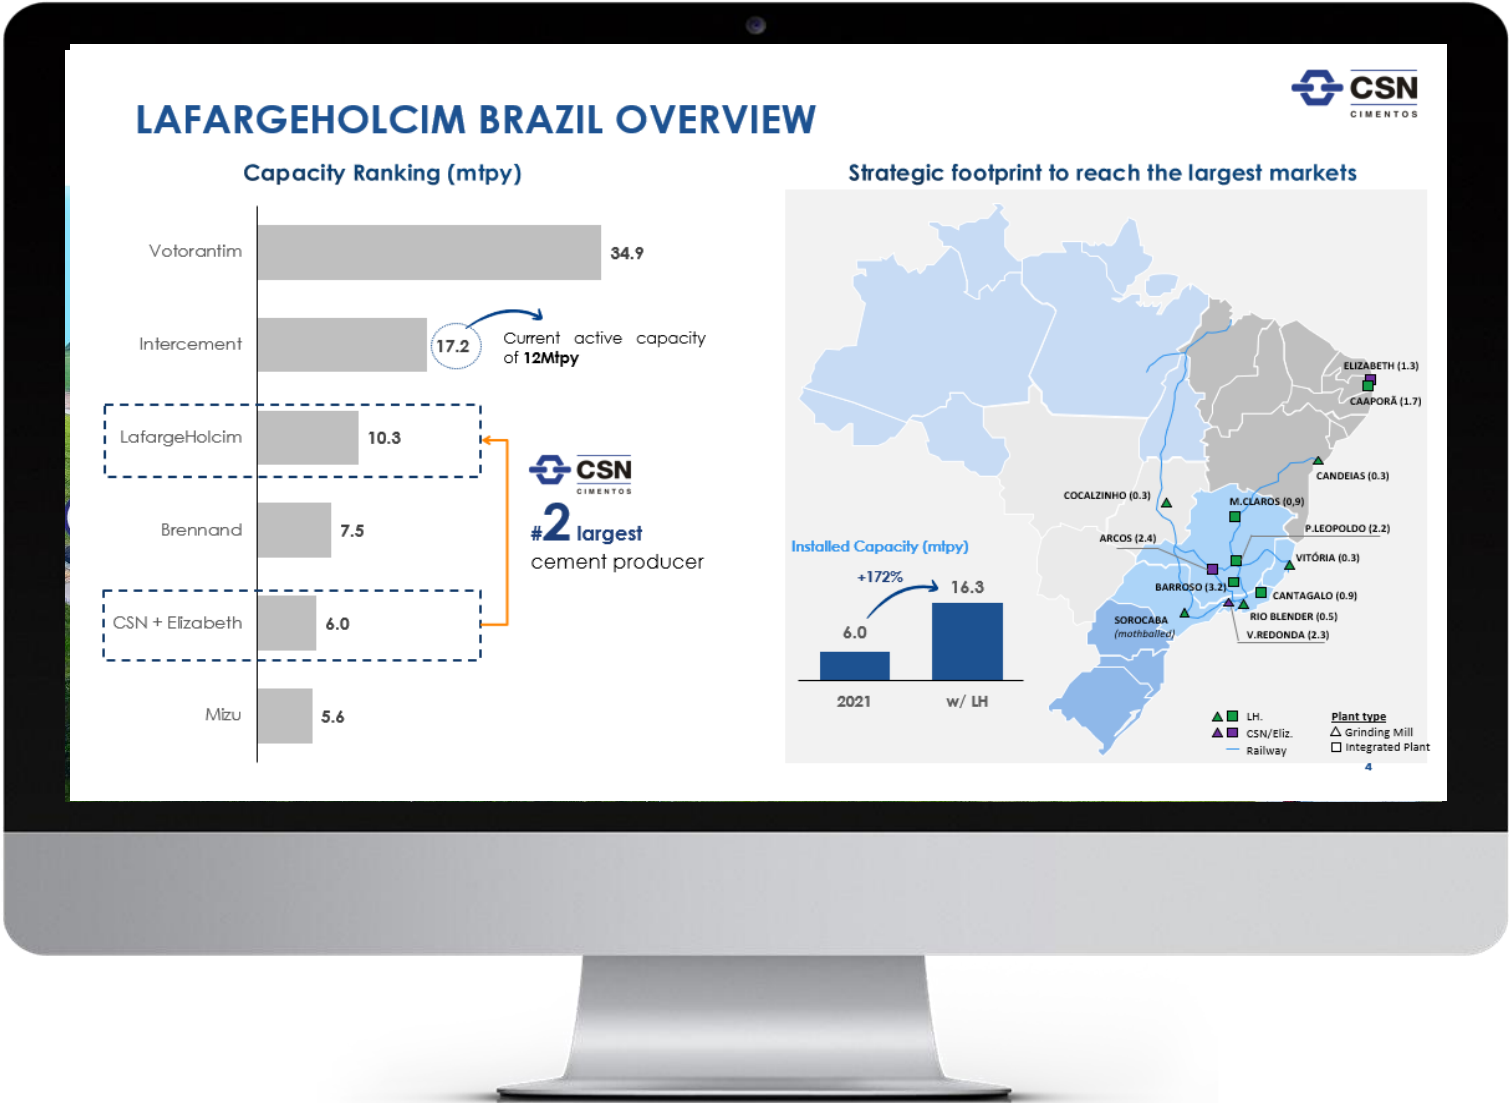 CSN
CIMENTOS
LAFARGEHOLCIM BRAZIL OVERVIEW
Capacity Ranking (mtpy)
Votorantim
34.9
Intercement
17.2
Current active capacity
of 12Mtpy
LafargeHolcim
10.3
CSN
CIMENTOS
#2 largest
cement producer
Brennand
7.5
CSN + Elizabeth
6.0
Mizu
5.6
Strategic footprint to reach the largest markets
ELIZABETH (1.3)
CAAPORÃ (1.7)
CANDEIAS (0.3)
COCALZINHO (0.3)
M.CLAROS (0,9)
P.LEOPOLDO (2.2)
ARCOS (2.4)
VITÓRIA (0.3)
BARROSO (3.2)
CANTAGALO (0.9)
RIO BLENDER (0.5)
SOROCABA
(mothballed)
V.REDONDA (2.3)
Installed Capacity (mtpy)
+172%
6.0
16.3
2021
w/ LH
LH.
CSN/Eliz.
Railway
Plant type
Grinding Mill
Integrated Plant
4